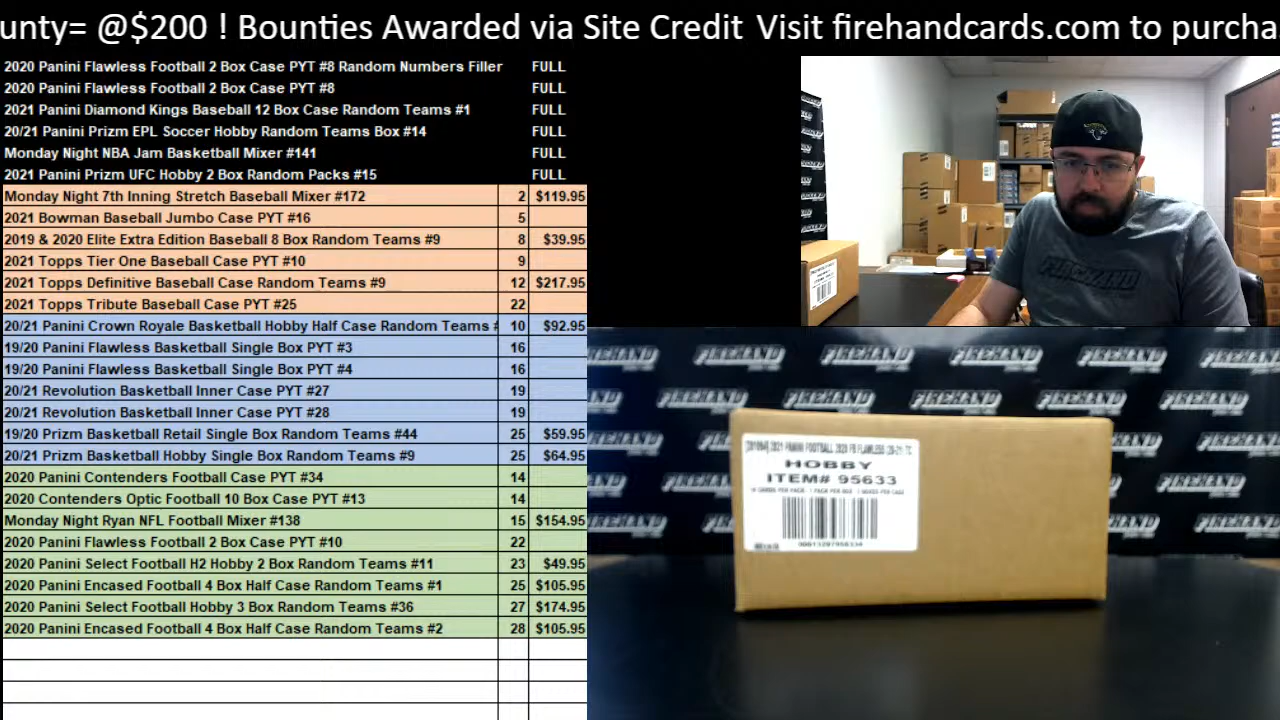 unty= @$200 ! Bounties Awarded via Site Credit Visit firehandcards.com to purcha
2020 Panini Flawless Football 2 Box Case PYT #8 Random Numbers Filler FULL
2020 Panini Flawless Football 2 Box Case PYT #8 FULL
2021 Panini Diamond Kings Baseball 12 Box Case Random Teams #1 FULL
20/21 Panini Prizm EPL Soccer Hobby Random Teams Box #14 FULL
Monday Night NBA Jam Basketball Mixer #141 FULL
2021 Panini Prizm UFC Hobby 2 Box Random Packs #15 FULL
Monday Night 7th Inning Stretch Baseball Mixer #172 2 $119.95
2021 Bowman Baseball Jumbo Case PYT #16 5
2019 & 2020 Elite Extra Edition Baseball 8 Box Random Teams #9 8 $39.95
2021 Topps Tier One Baseball Case PYT #10 9
2021 Topps Definitive Baseball Case Random Teams #9 12 $217.95
2021 Topps Tribute Baseball Case PYT #25 22
20/21 Panini Crown Royale Basketball Hobby Half Case Random Teams # 10 $92.95
19/20 Panini Flawless Basketball Single Box PYT #3 16
19/20 Panini Flawless Basketball Single Box PYT #4 16
20/21 Revolution Basketball Inner Case PYT #27 19
20/21 Revolution Basketball Inner Case PYT #28 19
19/20 Prizm Basketball Retail Single Box Random Teams #44 25 $59.95
20/21 Prizm Basketball Hobby Single Box Random Teams #9 25 $64.95
2020 Panini Contenders Football Case PYT #34 14
2020 Contenders Optic Football 10 Box Case PYT #13 14
Monday Night Ryan NFL Football Mixer #138 15 $154.95
2020 Panini Flawless Football 2 Box Case PYT #10 22
2020 Panini Select Football H2 Hobby 2 Box Random Teams #11 23 $49.95
2020 Panini Encased Football 4 Box Half Case Random Teams #1 25 $105.95
2020 Panini Select Football Hobby 3 Box Random Teams #36 27 $174.95
2020 Panini Encased Football 4 Box Half Case Random Teams #2 28 $105.95
FIREHAND
FIREHAND FIREHAND FIREHAND FIREHAND
FIREHAND FIREHAND FIREHAND FIREHAND
2021 PANINI FOOTBALL 2020 FB FLAWLESS
HOBBY
ITEM# 95633